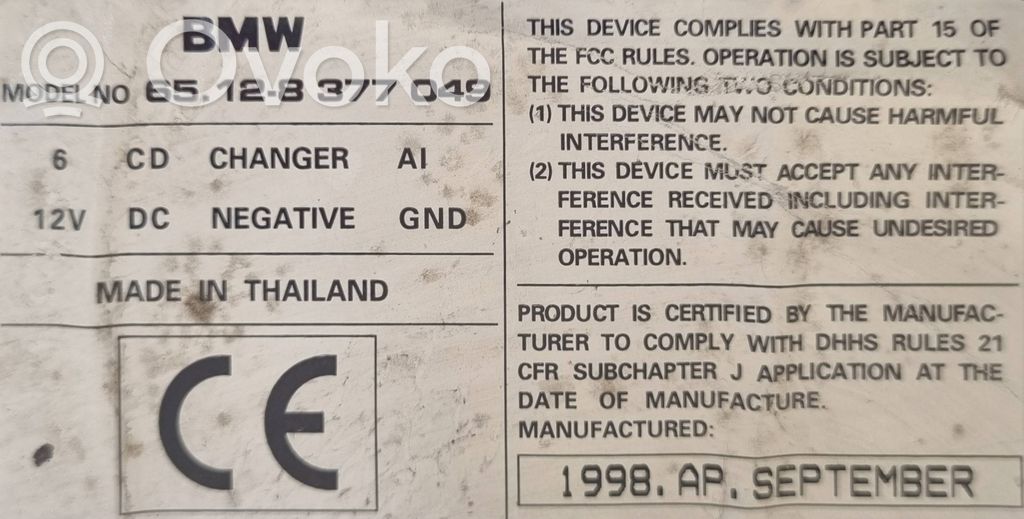 BMW
MODEL NO 65.12-8 377 049
6 CD CHANGER AI
12V DC NEGATIVE GND
MADE IN THAILAND
CE
THIS DEVICE COMPLIES WITH PART 15 OF
THE FCC RULES. OPERATION IS SUBJECT TO
THE FOLLOWING TWO CONDITIONS:
(1) THIS DEVICE MAY NOT CAUSE HARMFUL
INTERFERENCE.
(2) THIS DEVICE MUST ACCEPT ANY INTER-
FERENCE RECEIVED INCLUDING INTER-
FERENCE THAT MAY CAUSE UNDESIRED
OPERATION.
PRODUCT IS CERTIFIED BY THE MANUFAC-
TURER TO COMPLY WITH DHHS RULES 21
CFR SUBCHAPTER J APPLICATION AT THE
DATE OF MANUFACTURE.
MANUFACTURED:
1998. AP. SEPTEMBER
Ovoko